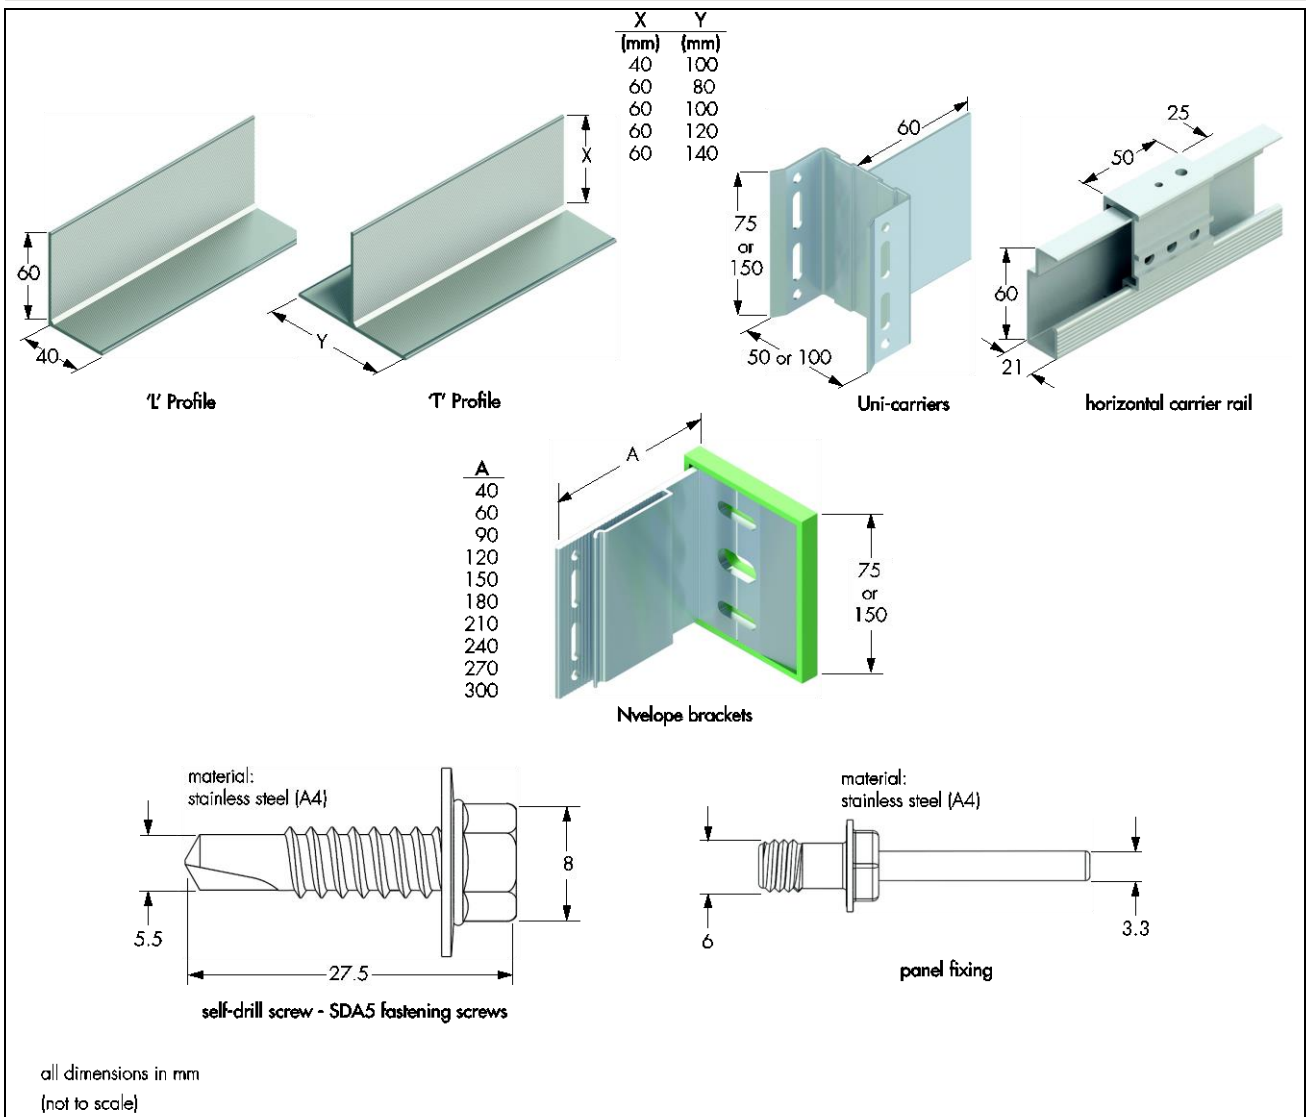 X Y
(mm) (mm)
40 100
60 80
60 100
60 120
60 140
60
40
'L' Profile
X
Y
'T' Profile
60
75
or
150
50 or 100
Uni-carriers
25
50
60
21
horizontal carrier rail
A
40
60
90
120
150
180
210
240
270
300
A
75
or
150
Nvelope brackets
material:
stainless steel (A4)
5.5
8
27.5
self-drill screw - SDA5 fastening screws
material:
stainless steel (A4)
6
3.3
panel fixing
all dimensions in mm
(not to scale)